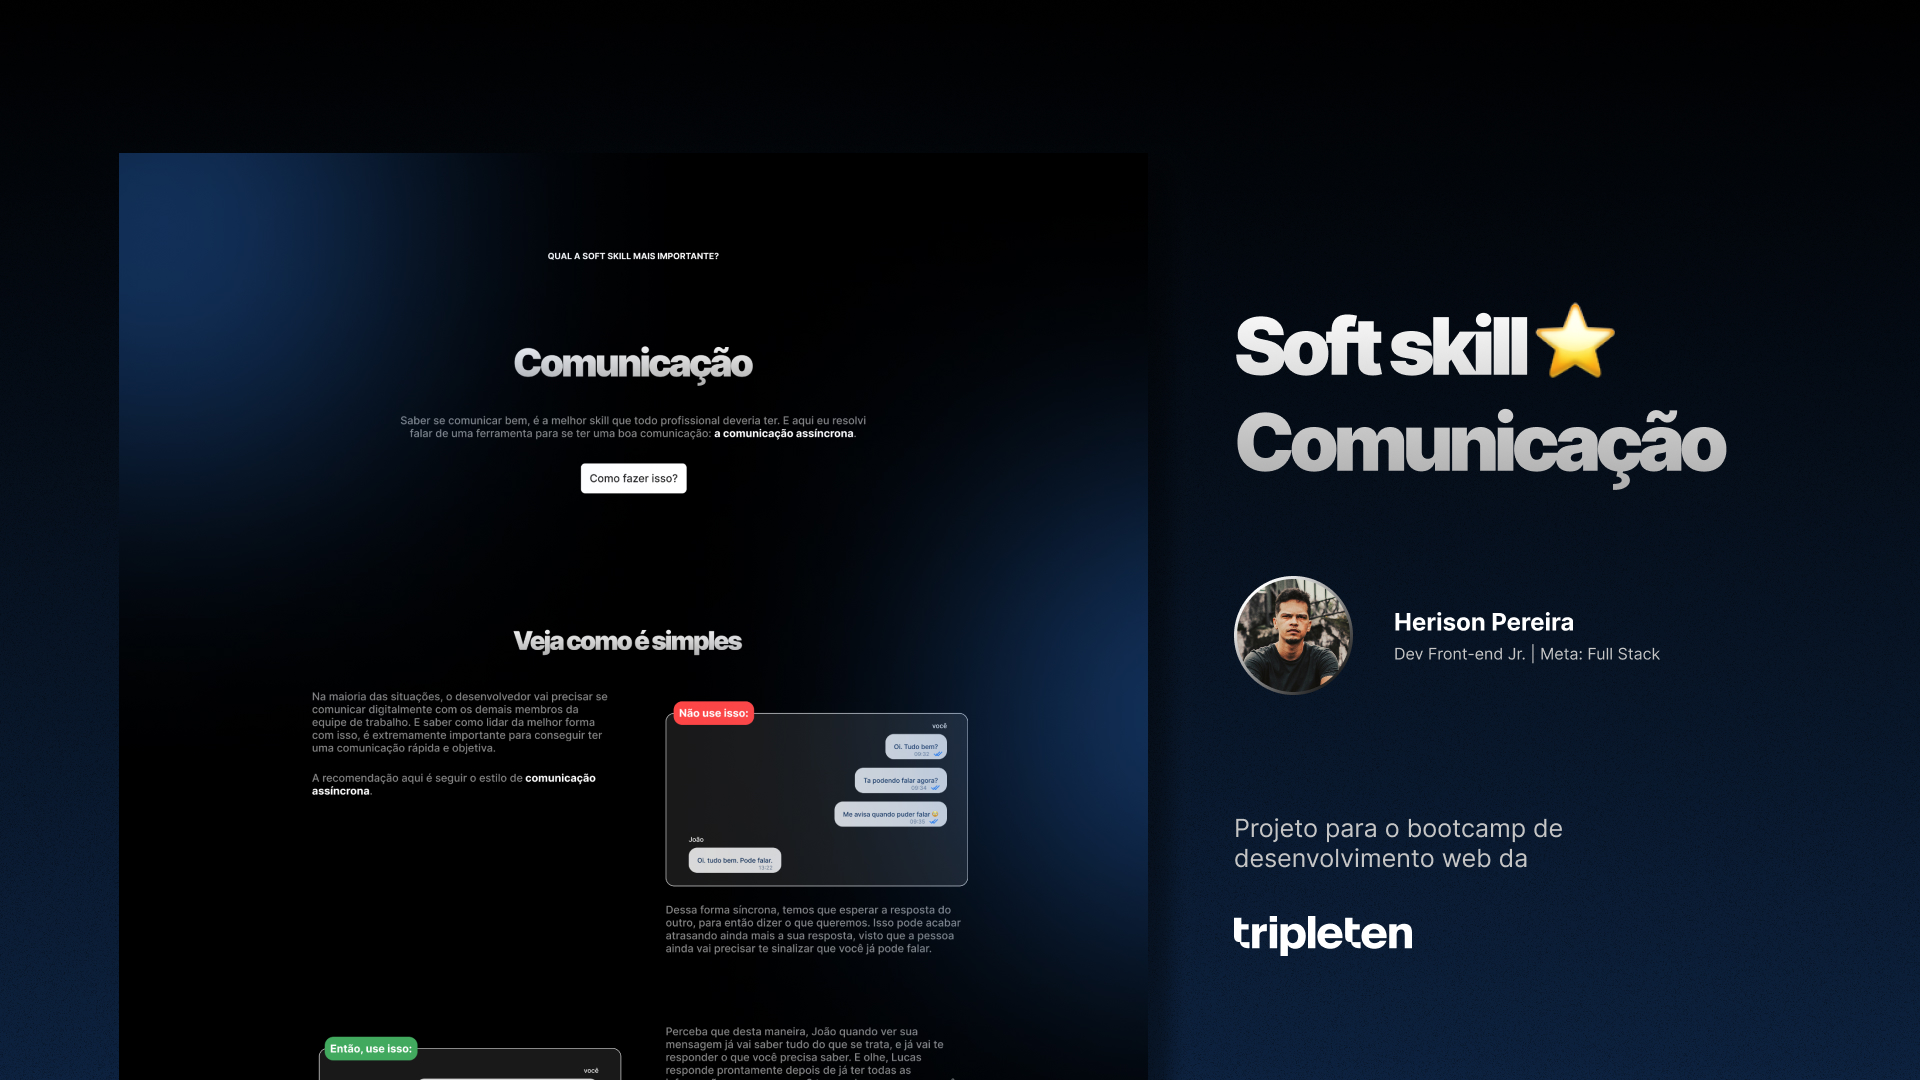 QUAL A SOFT SKILL MAIS IMPORTANTE?
Comunicação
Saber se comunicar bem, é a melhor skill que todo profissional deveria ter. E aqui eu resolvi
falar de uma ferramenta para se ter uma boa comunicação: a comunicação assíncrona.
Como fazer isso?
Veja como é simples
Na maioria das situações, o desenvolvedor vai precisar se
comunicar digitalmente com os demais membros da
equipe de trabalho. E saber como lidar da melhor forma
com isso, é extremamente importante para conseguir ter
uma comunicação rápida e objetiva.
A recomendação aqui é seguir o estilo de comunicação
assíncrona.
Não use isso:
você
Oi. Tudo bem?
09:32
Ta podendo falar agora?
09:34
Me avisa quando puder falar
09:35
João
Oi, tudo bem. Pode falar.
13:22
Dessa forma síncrona, temos que esperar a resposta do
outro, para então dizer o que queremos. Isso pode acabar
atrasando ainda mais a sua resposta, visto que a pessoa
ainda vai precisar te sinalizar que você já pode falar.
Então, use isso:
você
Perceba que desta maneira, João quando ver sua
mensagem já vai saber tudo do que se trata, e já vai te
responder o que você precisa saber. E olhe, Lucas
responde prontamente depois de já ter todas as
Soft skill ⭐
Comunicação
Herison Pereira
Dev Front-end Jr. | Meta: Full Stack
Projeto para o bootcamp de
desenvolvimento web da
tripleten